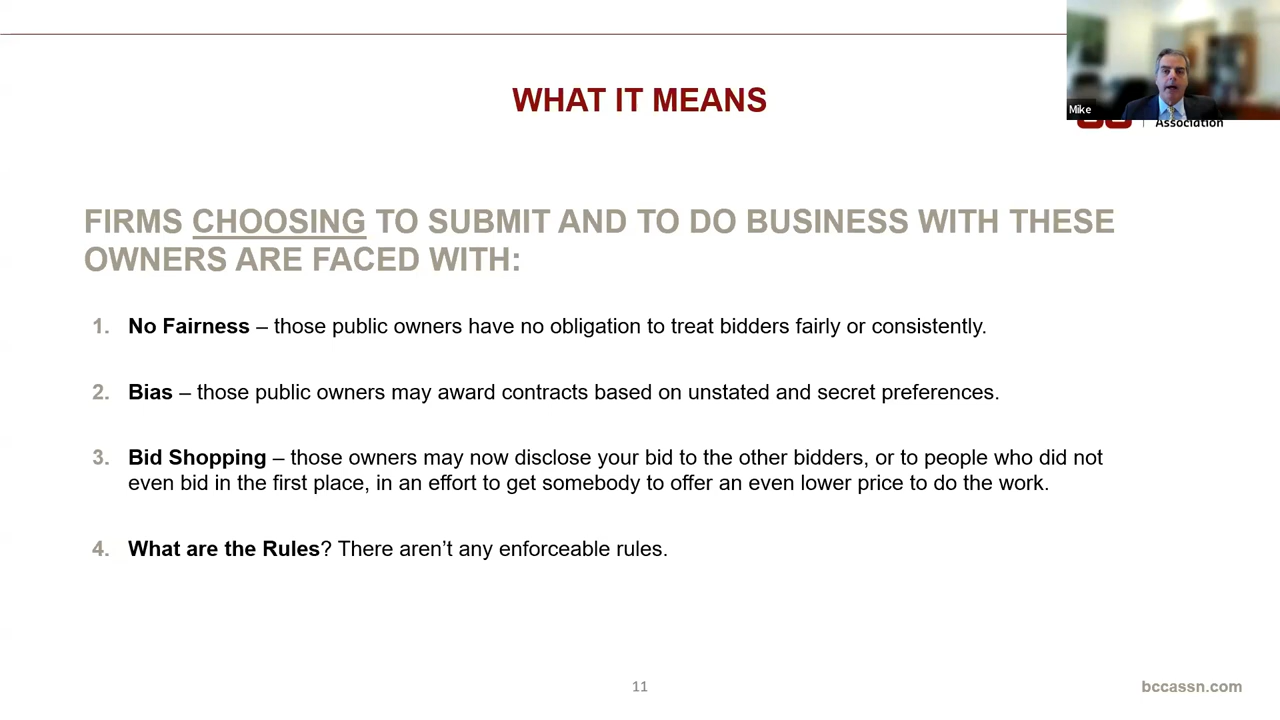 Mike
Association
WHAT IT MEANS
FIRMS CHOOSING TO SUBMIT AND TO DO BUSINESS WITH THESE
OWNERS ARE FACED WITH:
1. No Fairness – those public owners have no obligation to treat bidders fairly or consistently.
2. Bias – those public owners may award contracts based on unstated and secret preferences.
3. Bid Shopping – those owners may now disclose your bid to the other bidders, or to people who did not
even bid in the first place, in an effort to get somebody to offer an even lower price to do the work.
4. What are the Rules? There aren’t any enforceable rules.
11
bccassn.com